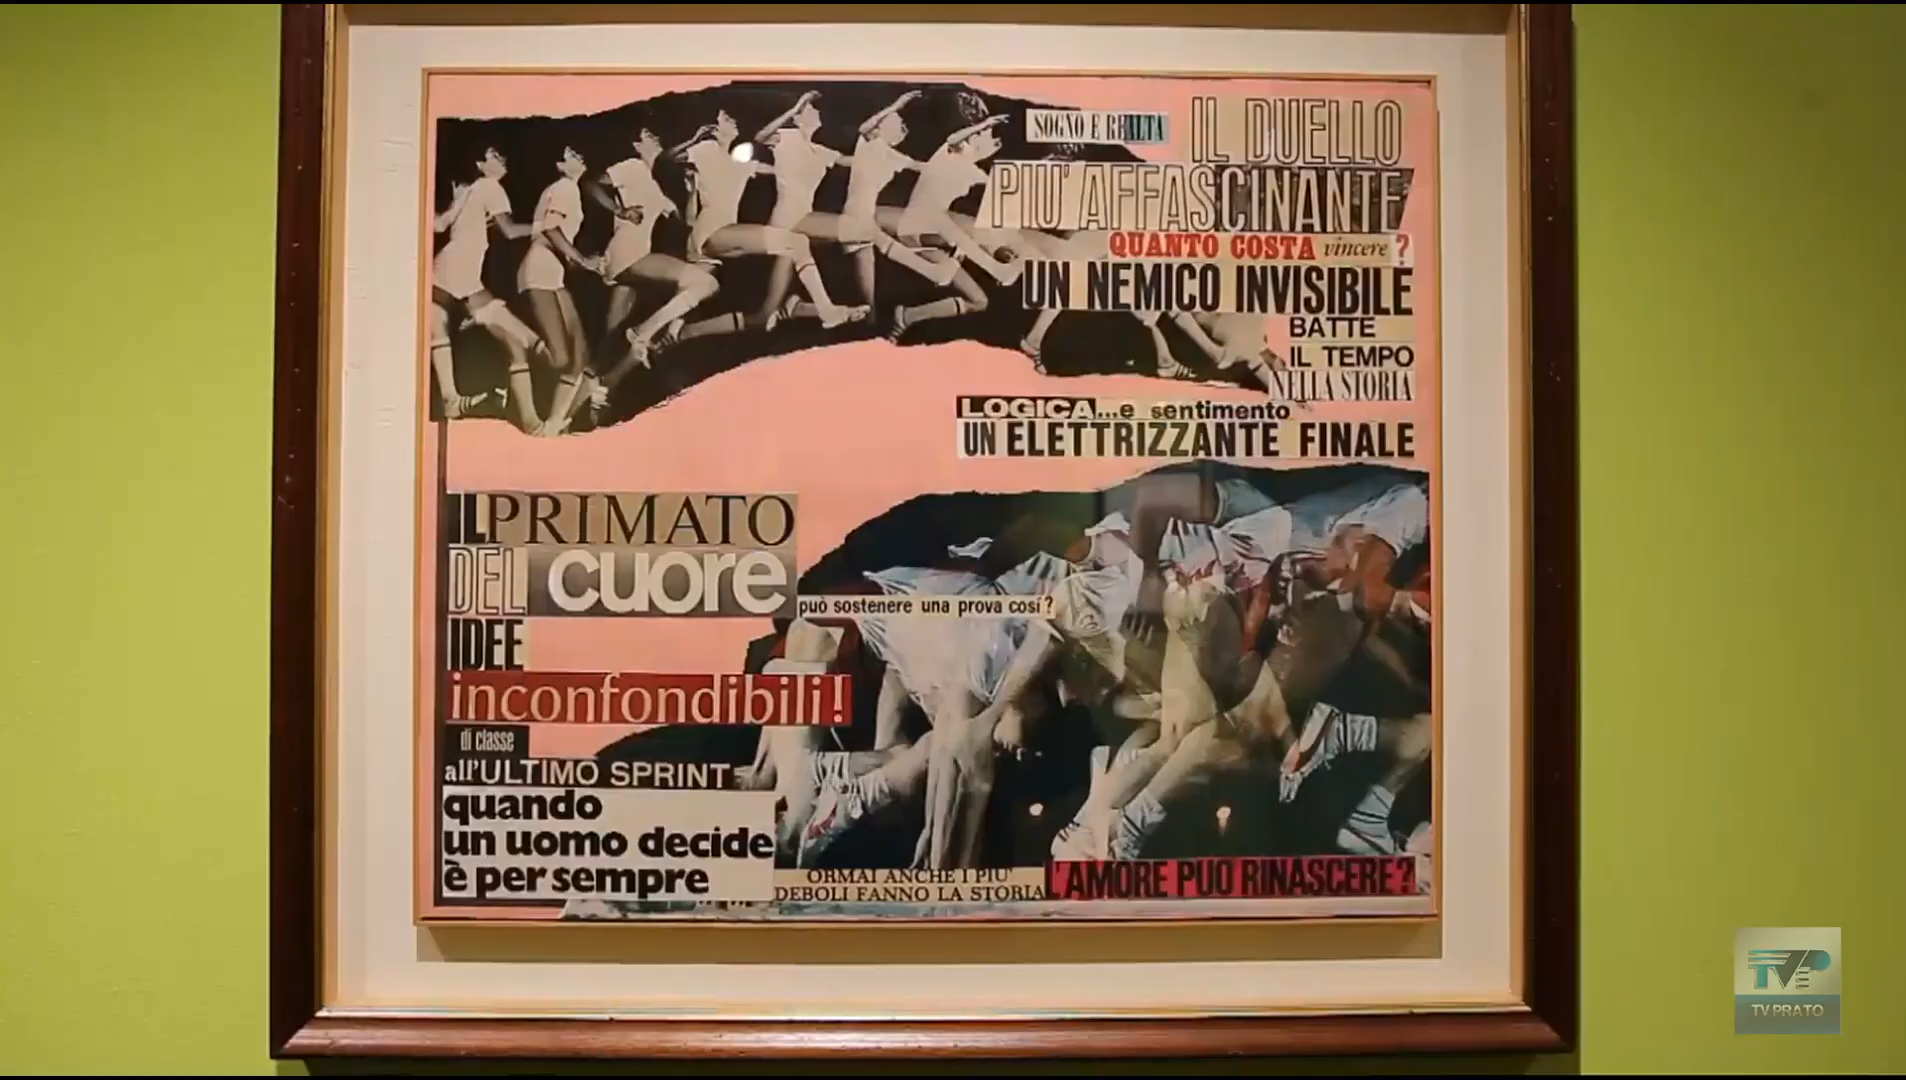 SOGNO E REALTÀ
IL DUELLO
PIU' AFFASCINANTE
QUANTO COSTA vincere ?
UN NEMICO INVISIBILE
BATTE
IL TEMPO
NELLA STORIA
LOGICA...e sentimento
UN ELETTRIZZANTE FINALE
IL PRIMATO
DEL cuore
può sostenere una prova così?
IDEE
inconfondibili!
di classe
all'ULTIMO SPRINT
quando
un uomo decide
è per sempre
ORMAI ANCHE I PIU'
DEBOLI FANNO LA STORIA
L'AMORE PUO RINASCERE?
TVP
TV PRATO